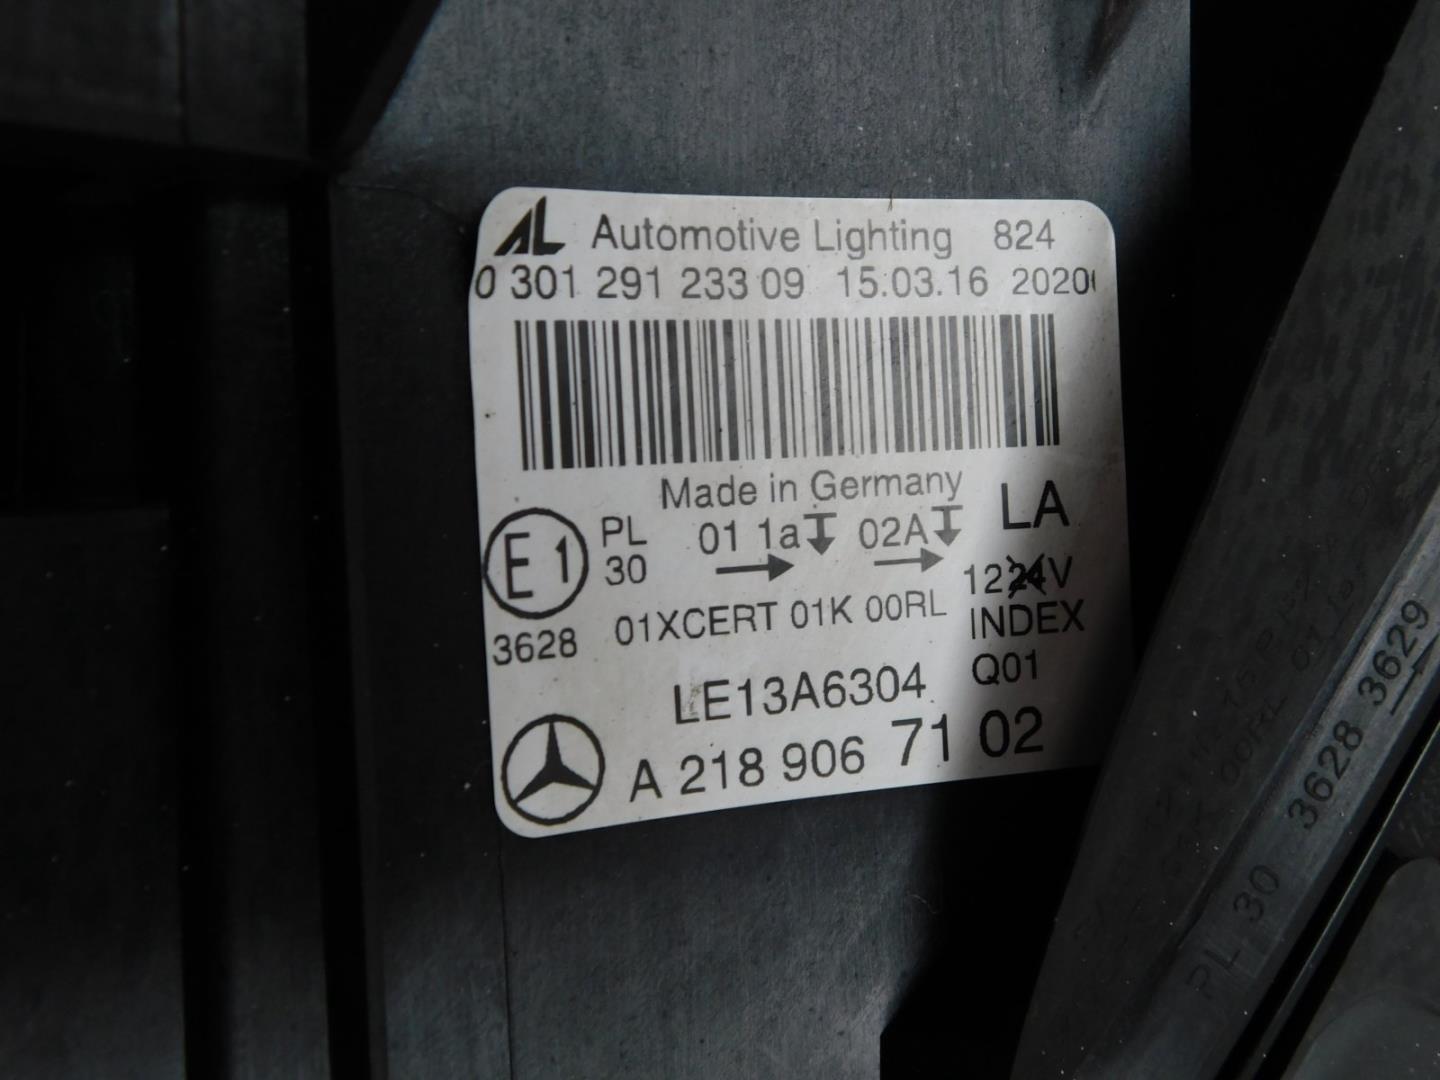 AL Automotive Lighting 824
0 301 291 233 09 15.03.16 2020
Made in Germany
E1 PL 30 01 1a 02A LA
1224V
3628 01XCERT 01K 00RL INDEX
LE13A6304 Q01
A 218 906 71 02
PL 30 3628 3629
00RL